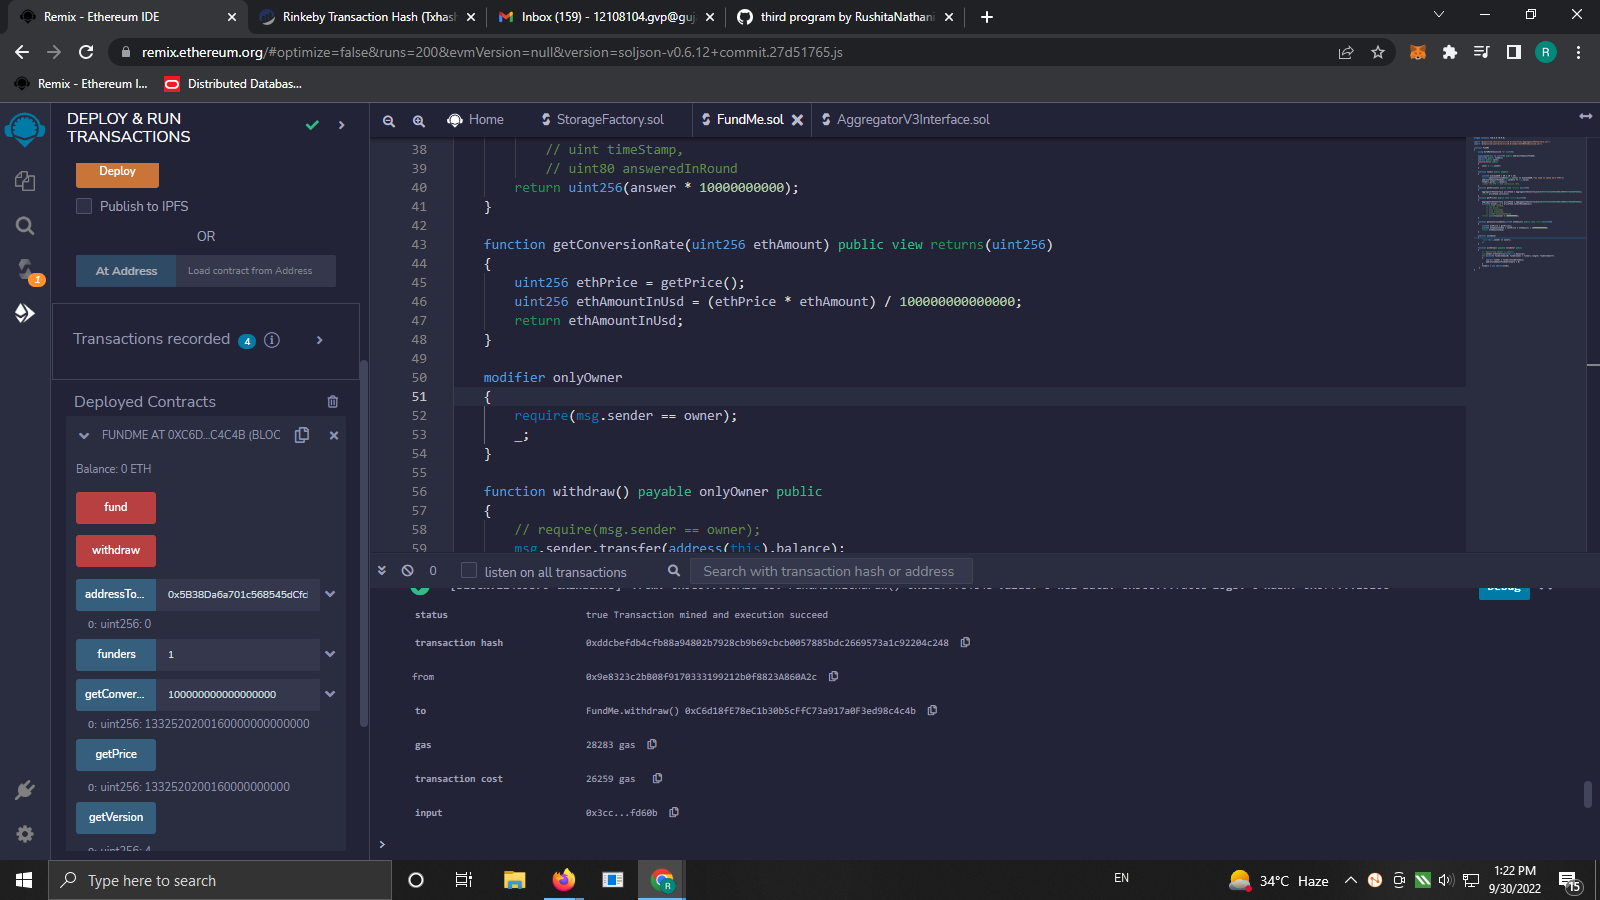 Remix - Ethereum IDE
Rinkeby Transaction Hash (Txhash
Inbox (159) - 12108104.gvp@guj
third program by RushitaNathani
remix.ethereum.org/#optimize=false&runs=200&evmVersion=null&version=soljson-v0.6.12+commit.27d51765.js
R
Remix - Ethereum I...
Distributed Databas...
DEPLOY & RUN
TRANSACTIONS
Deploy
Publish to IPFS
OR
At Address
Load contract from Address
1
Transactions recorded 4 i
Deployed Contracts
FUNDME AT 0XC6D...C4C4B (BLOC
Balance: 0 ETH
fund
withdraw
addressTo... 0x5B38Da6a701c568545dCfcl
0: uint256: 0
funders 1
getConver... 100000000000000000
0: uint256: 133252020016000000000000
getPrice
0: uint256: 1332520200160000000000
getVersion
0: uint256: 4
Home
StorageFactory.sol
FundMe.sol
AggregatorV3Interface.sol
38 // uint timeStamp,
39 // uint80 answeredInRound
40 return uint256(answer * 10000000000);
41 }
42
43 function getConversionRate(uint256 ethAmount) public view returns(uint256)
44 {
45 uint256 ethPrice = getPrice();
46 uint256 ethAmountInUsd = (ethPrice * ethAmount) / 100000000000000;
47 return ethAmountInUsd;
48 }
49
50 modifier onlyOwner
51 {
52 require(msg.sender == owner);
53 _;
54 }
55
56 function withdraw() payable onlyOwner public
57 {
58 // require(msg.sender == owner);
59 msg.sender.transfer(address(this).balance);
0
listen on all transactions
Search with transaction hash or address
Debug
status true Transaction mined and execution succeed
transaction hash 0xddcbefdb4cfb88a94802b7928cb9b69cbcb0057885bdc2669573a1c92204c248
from 0x9e8323c2bB08f9170333199212b0f8823A860A2c
to FundMe.withdraw() 0xC6d18fE78eC1b30b5cFfC73a917a0F3ed98c4c4b
gas 28283 gas
transaction cost 26259 gas
input 0x3cc...fd60b
>
Type here to search
R
EN
34°C Haze
1:22 PM
9/30/2022
15